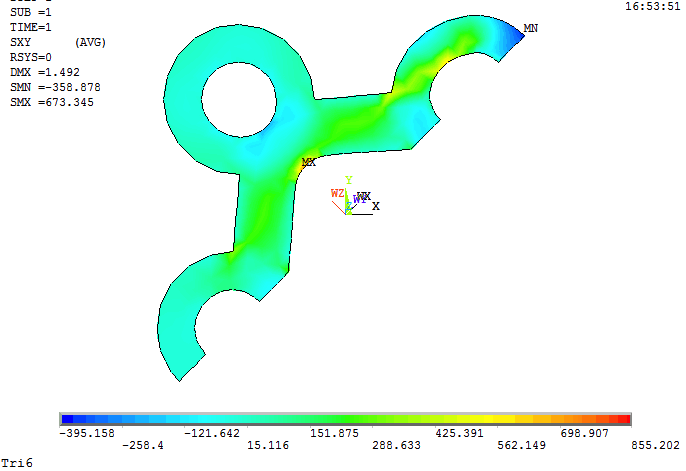 SUB =1
16:53:51
TIME=1
SXY (AVG)
RSYS=0
DMX =1.492
SMN =-358.878
SMX =673.345
MN
MX
Y
WZ
X
-395.158 -121.642 151.875 425.391 698.907
-258.4 15.116 288.633 562.149 855.202
Tri6